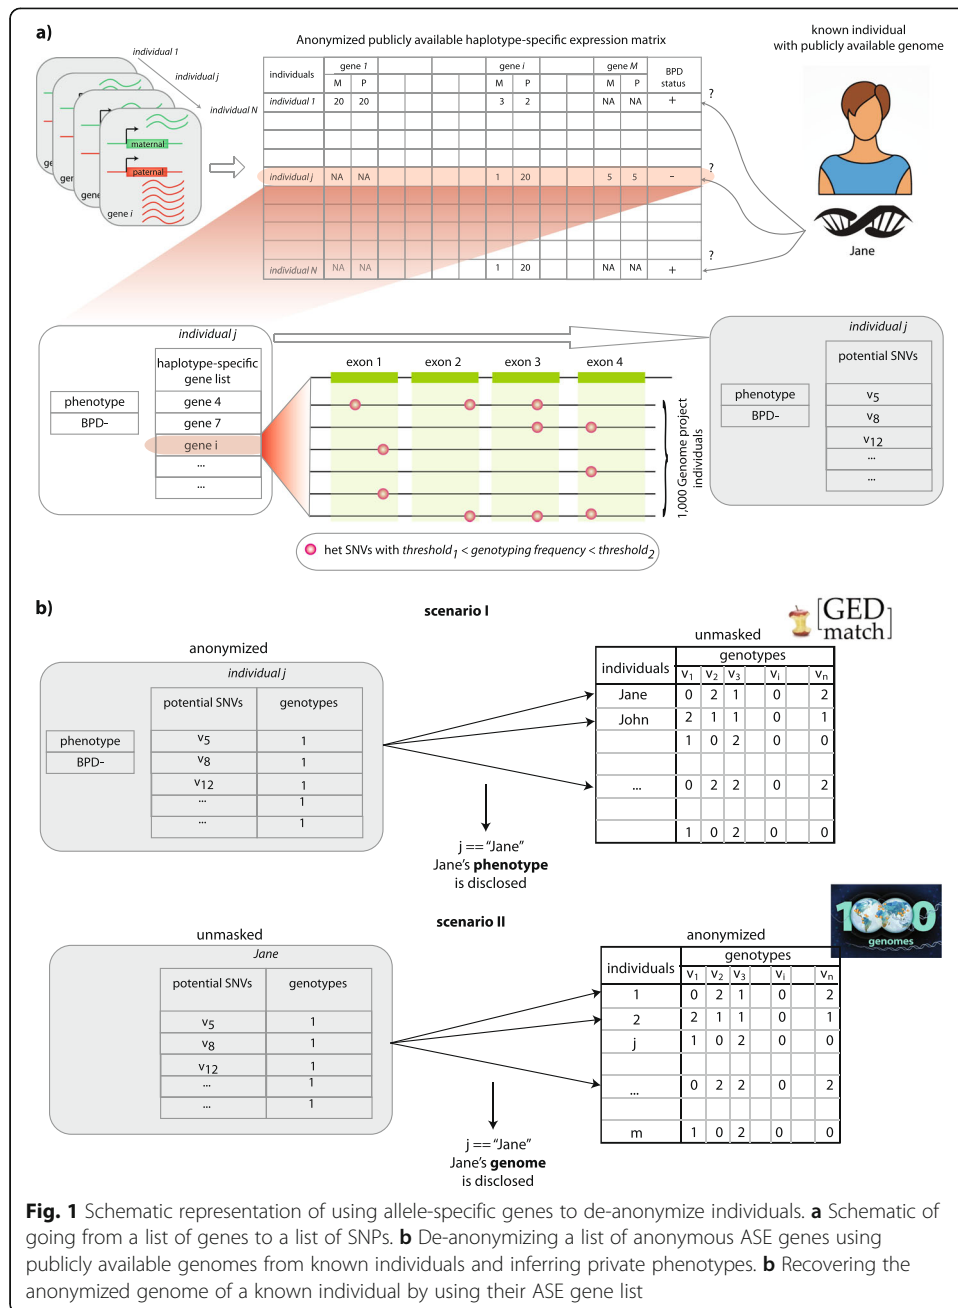 a)
individual 1
individual j
individual N
maternal
paternal
gene i
ge
ge
ge
Anonymized publicly available haplotype-specific expression matrix
known individual
with publicly available genome
individuals gene 1 gene i gene M BPD status
M P M P M P
individual 1 20 20 3 2 NA NA + ?
individual j NA NA 1 20 5 5 - ?
individual N NA NA 1 20 NA NA + ?
Jane
individual j
haplotype-specific
gene list
phenotype gene 4
BPD- gene 7
gene i
...
...
exon 1 exon 2 exon 3 exon 4
1,000 Genome project
individuals
het SNVs with threshold1 < genotyping frequency < threshold2
individual j
potential SNVs
phenotype v5
BPD- v8
v12
...
...
b)
scenario I
GED
match
anonymized
individual j
potential SNVs genotypes
phenotype v5 1
BPD- v8 1
v12 1
... 1
... 1
unmasked
individuals genotypes
v1 v2 v3 vi vn
Jane 0 2 1 0 2
John 2 1 1 0 1
1 0 2 0 0
... 0 2 2 0 2
1 0 2 0 0
j == "Jane"
Jane's phenotype
is disclosed
scenario II
1000
genomes
unmasked
Jane
potential SNVs genotypes
v5 1
v8 1
v12 1
... 1
... 1
anonymized
individuals genotypes
v1 v2 v3 vi vn
1 0 2 1 0 2
2 2 1 1 0 1
j 1 0 2 0 0
... 0 2 2 0 2
m 1 0 2 0 0
j == "Jane"
Jane's genome
is disclosed
Fig. 1 Schematic representation of using allele-specific genes to de-anonymize individuals. a Schematic of
going from a list of genes to a list of SNPs. b De-anonymizing a list of anonymous ASE genes using
publicly available genomes from known individuals and inferring private phenotypes. b Recovering the
anonymized genome of a known individual by using their ASE gene list